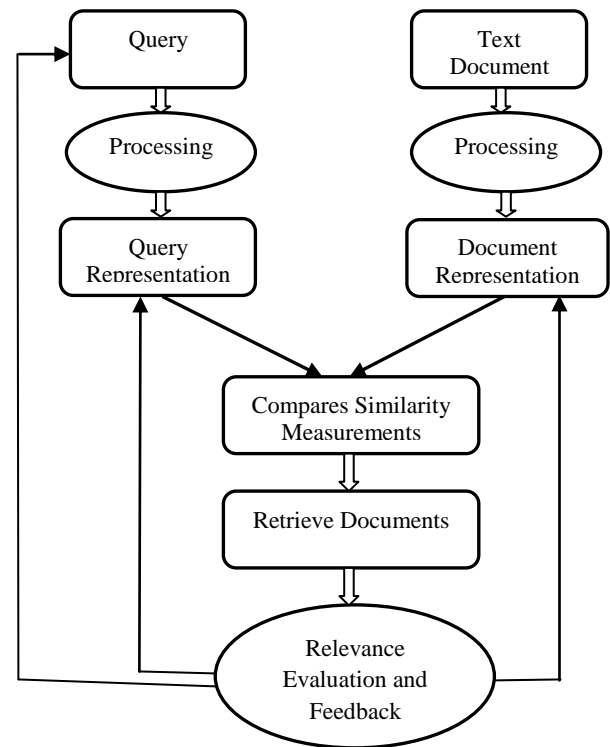 Query
Text
Document
Processing
Processing
Query
Representation
Document
Representation
Compares Similarity
Measurements
Retrieve Documents
Relevance
Evaluation and
Feedback